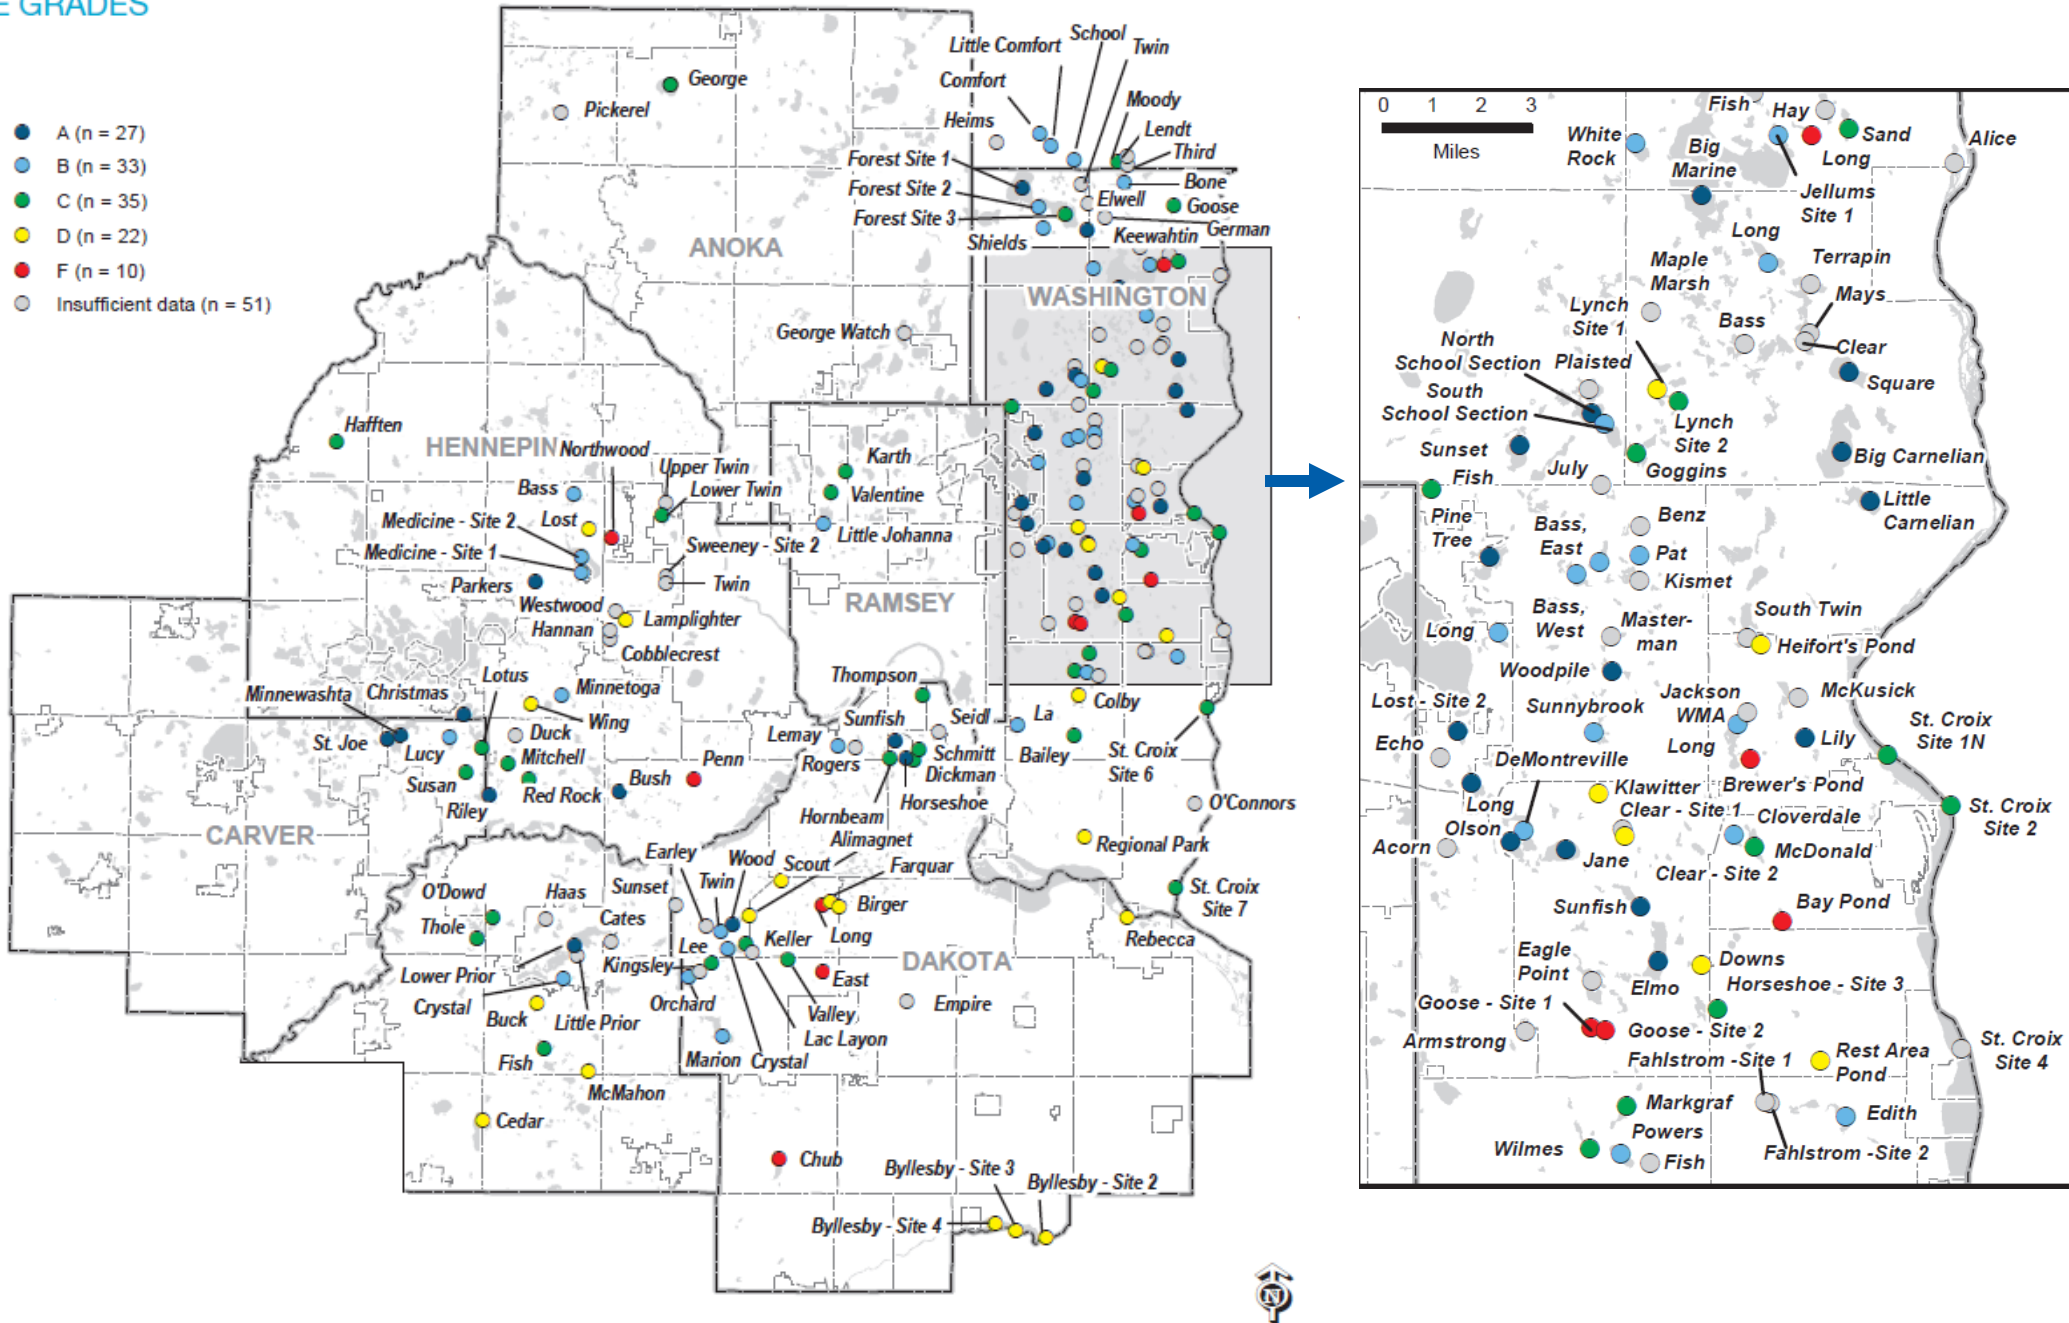 E GRADES
A (n = 27)
B (n = 33)
C (n = 35)
D (n = 22)
F (n = 10)
Insufficient data (n = 51)
George
Pickerel
Little Comfort
School
Twin
Comfort
Moody
Heims
Lendt
Third
Forest Site 1
Forest Site 2
Bone
Elwell
Goose
Forest Site 3
German
Shields
Keewahtin
ANOKA
WASHINGTON
George Watch
Hafften
HENNEPIN
Northwood
Upper Twin
Lower Twin
Karth
Valentine
Bass
Lost
Medicine - Site 2
Little Johanna
Medicine - Site 1
Sweeney - Site 2
Parkers
Twin
Westwood
RAMSEY
Lamplighter
Hannan
Cobblecrest
Lotus
Thompson
Minnewashta
Christmas
Minnetoga
Colby
Wing
Sunfish
Seidl
La
St. Joe
Lucy
Duck
Lemay
Mitchell
Rogers
Schmitt
Bailey
St. Croix
Site 6
Susan
Penn
Dickman
Red Rock
Bush
Riley
Horseshoe
O'Connors
Hornbeam
CARVER
Alimagnet
Regional Park
Earley
Wood
Scout
Farquar
O'Dowd
Haas
Sunset
Twin
St. Croix
Site 7
Birger
Thole
Cates
Long
Lee
Keller
Rebecca
Lower Prior
Kingsley
DAKOTA
East
Crystal
Orchard
Empire
Buck
Little Prior
Valley
Lac Layon
Fish
Marion
Crystal
McMahon
Cedar
Chub
Byllesby - Site 3
Byllesby - Site 2
Byllesby - Site 4
N
0 1 2 3
Miles
Fish
Hay
White
Rock
Sand
Alice
Big
Marine
Long
Jellums
Site 1
Long
Maple
Marsh
Terrapin
Mays
Lynch
Site 1
Bass
North
School Section
Plaisted
Clear
South
School Section
Square
Lynch
Site 2
Sunset
Big Carnelian
July
Goggins
Fish
Little
Carnelian
Pine
Tree
Bass,
East
Benz
Pat
Kismet
Bass,
West
South Twin
Master-
man
Long
Heifort's Pond
Woodpile
Jackson
WMA
McKusick
Lost - Site 2
Sunnybrook
St. Croix
Site 1N
Echo
Long
Lily
DeMontreville
Klawitter
Brewer's Pond
Long
Clear - Site 1
Olson
Cloverdale
St. Croix
Site 2
Acorn
Jane
McDonald
Clear - Site 2
Sunfish
Bay Pond
Eagle
Point
Downs
Elmo
Horseshoe - Site 3
Goose - Site 1
Goose - Site 2
Armstrong
St. Croix
Site 4
Fahlstrom -Site 1
Rest Area
Pond
Markgraf
Edith
Powers
Wilmes
Fish
Fahlstrom -Site 2